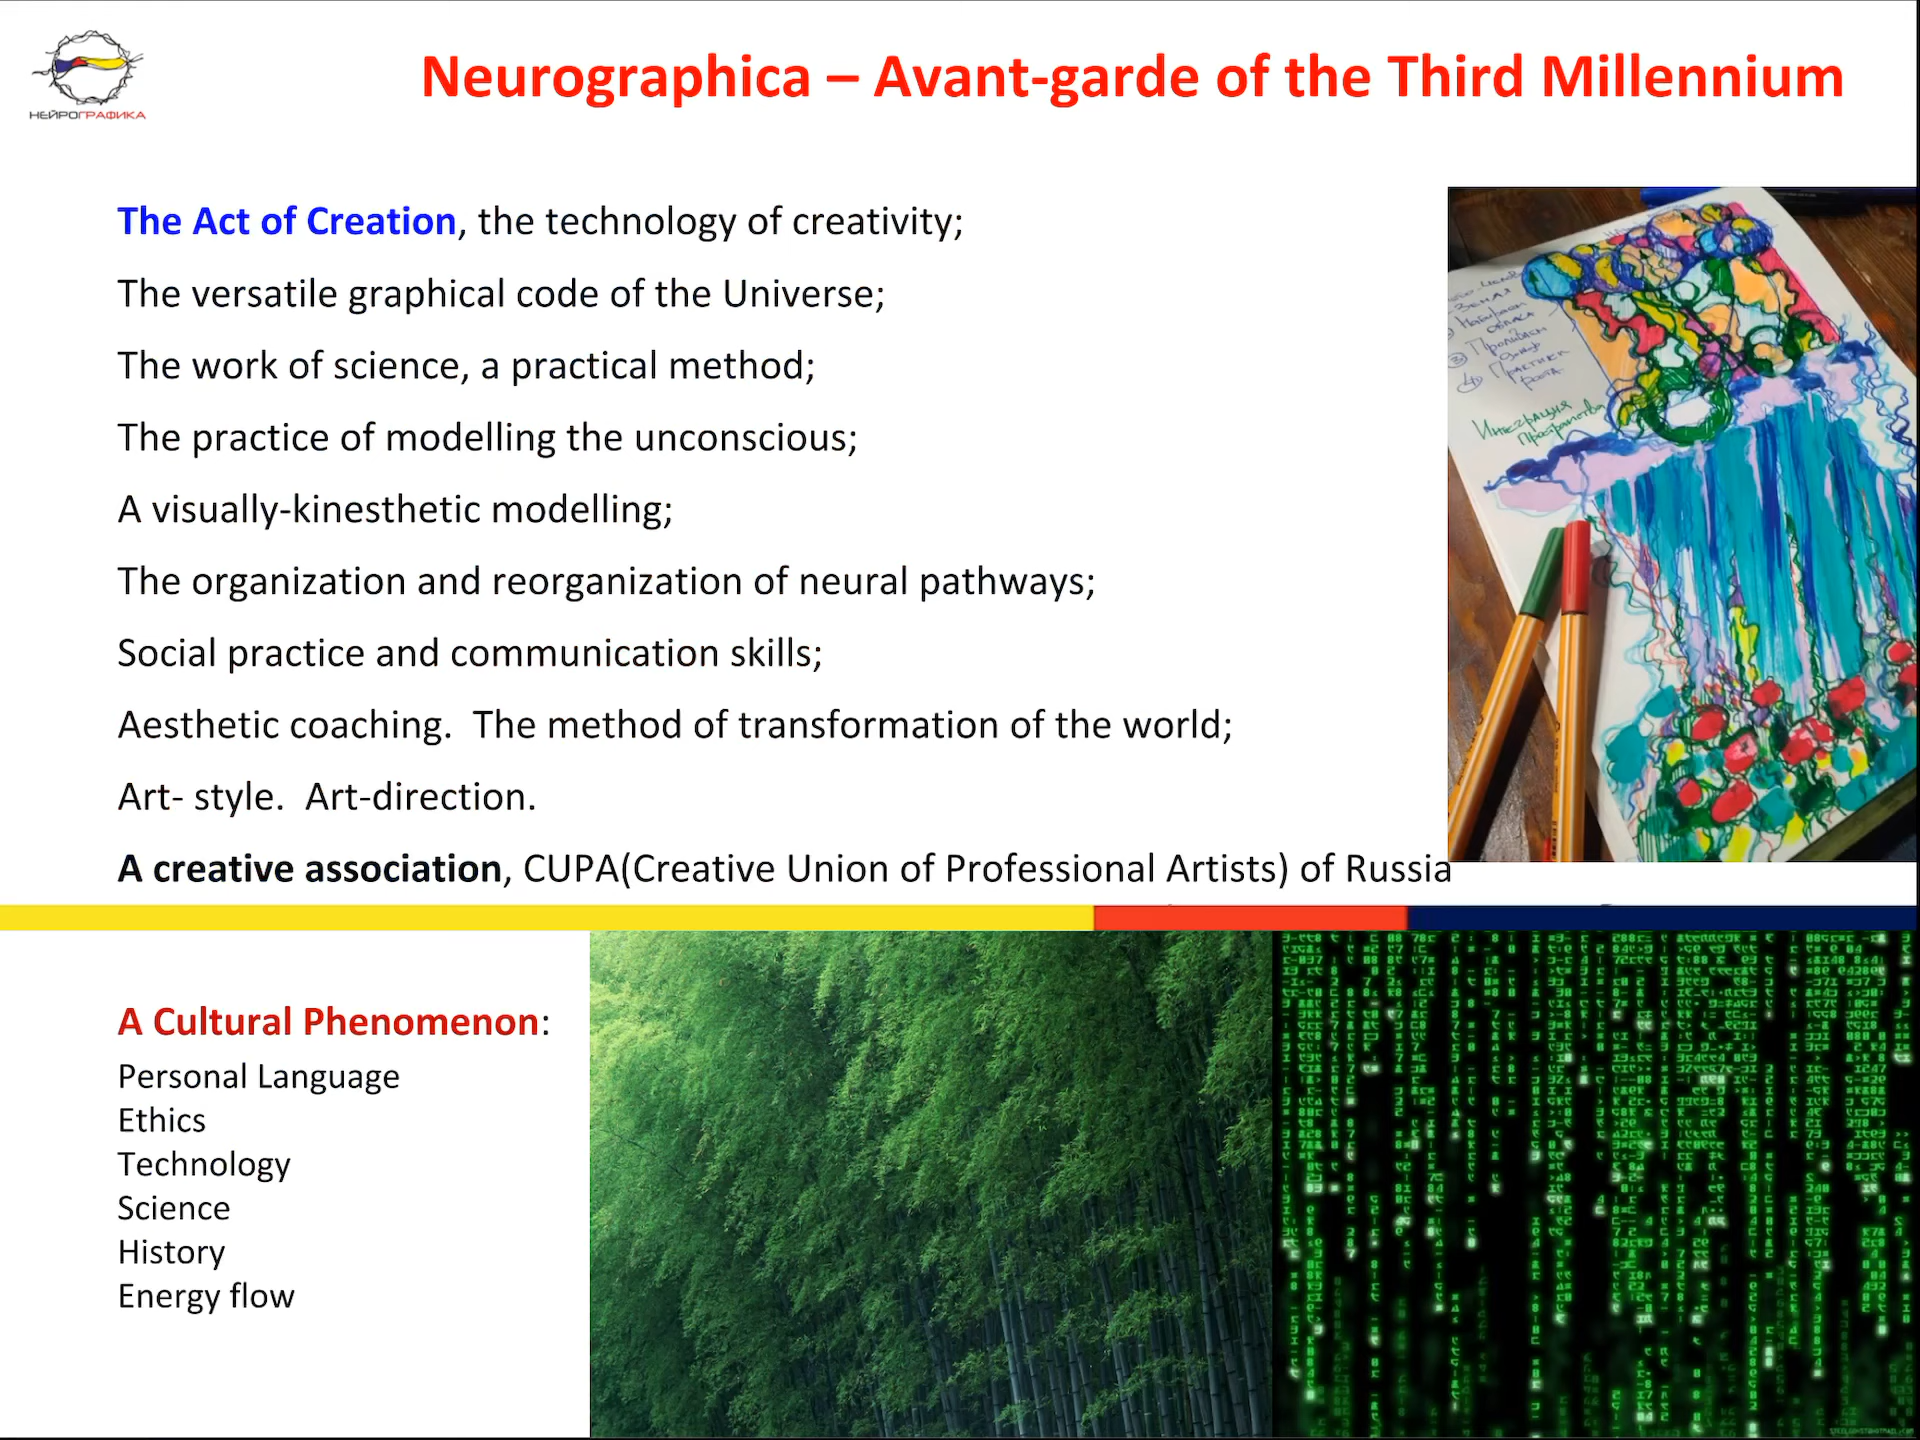 НЕЙРОГРАФИКА
Neurographica – Avant-garde of the Third Millennium
The Act of Creation, the technology of creativity;
The versatile graphical code of the Universe;
The work of science, a practical method;
The practice of modelling the unconscious;
A visually-kinesthetic modelling;
The organization and reorganization of neural pathways;
Social practice and communication skills;
Aesthetic coaching.  The method of transformation of the world;
Art- style.  Art-direction.
A creative association, CUPA(Creative Union of Professional Artists) of Russia
Интеграция
Пространства
A Cultural Phenomenon:
Personal Language
Ethics
Technology
Science
History
Energy flow